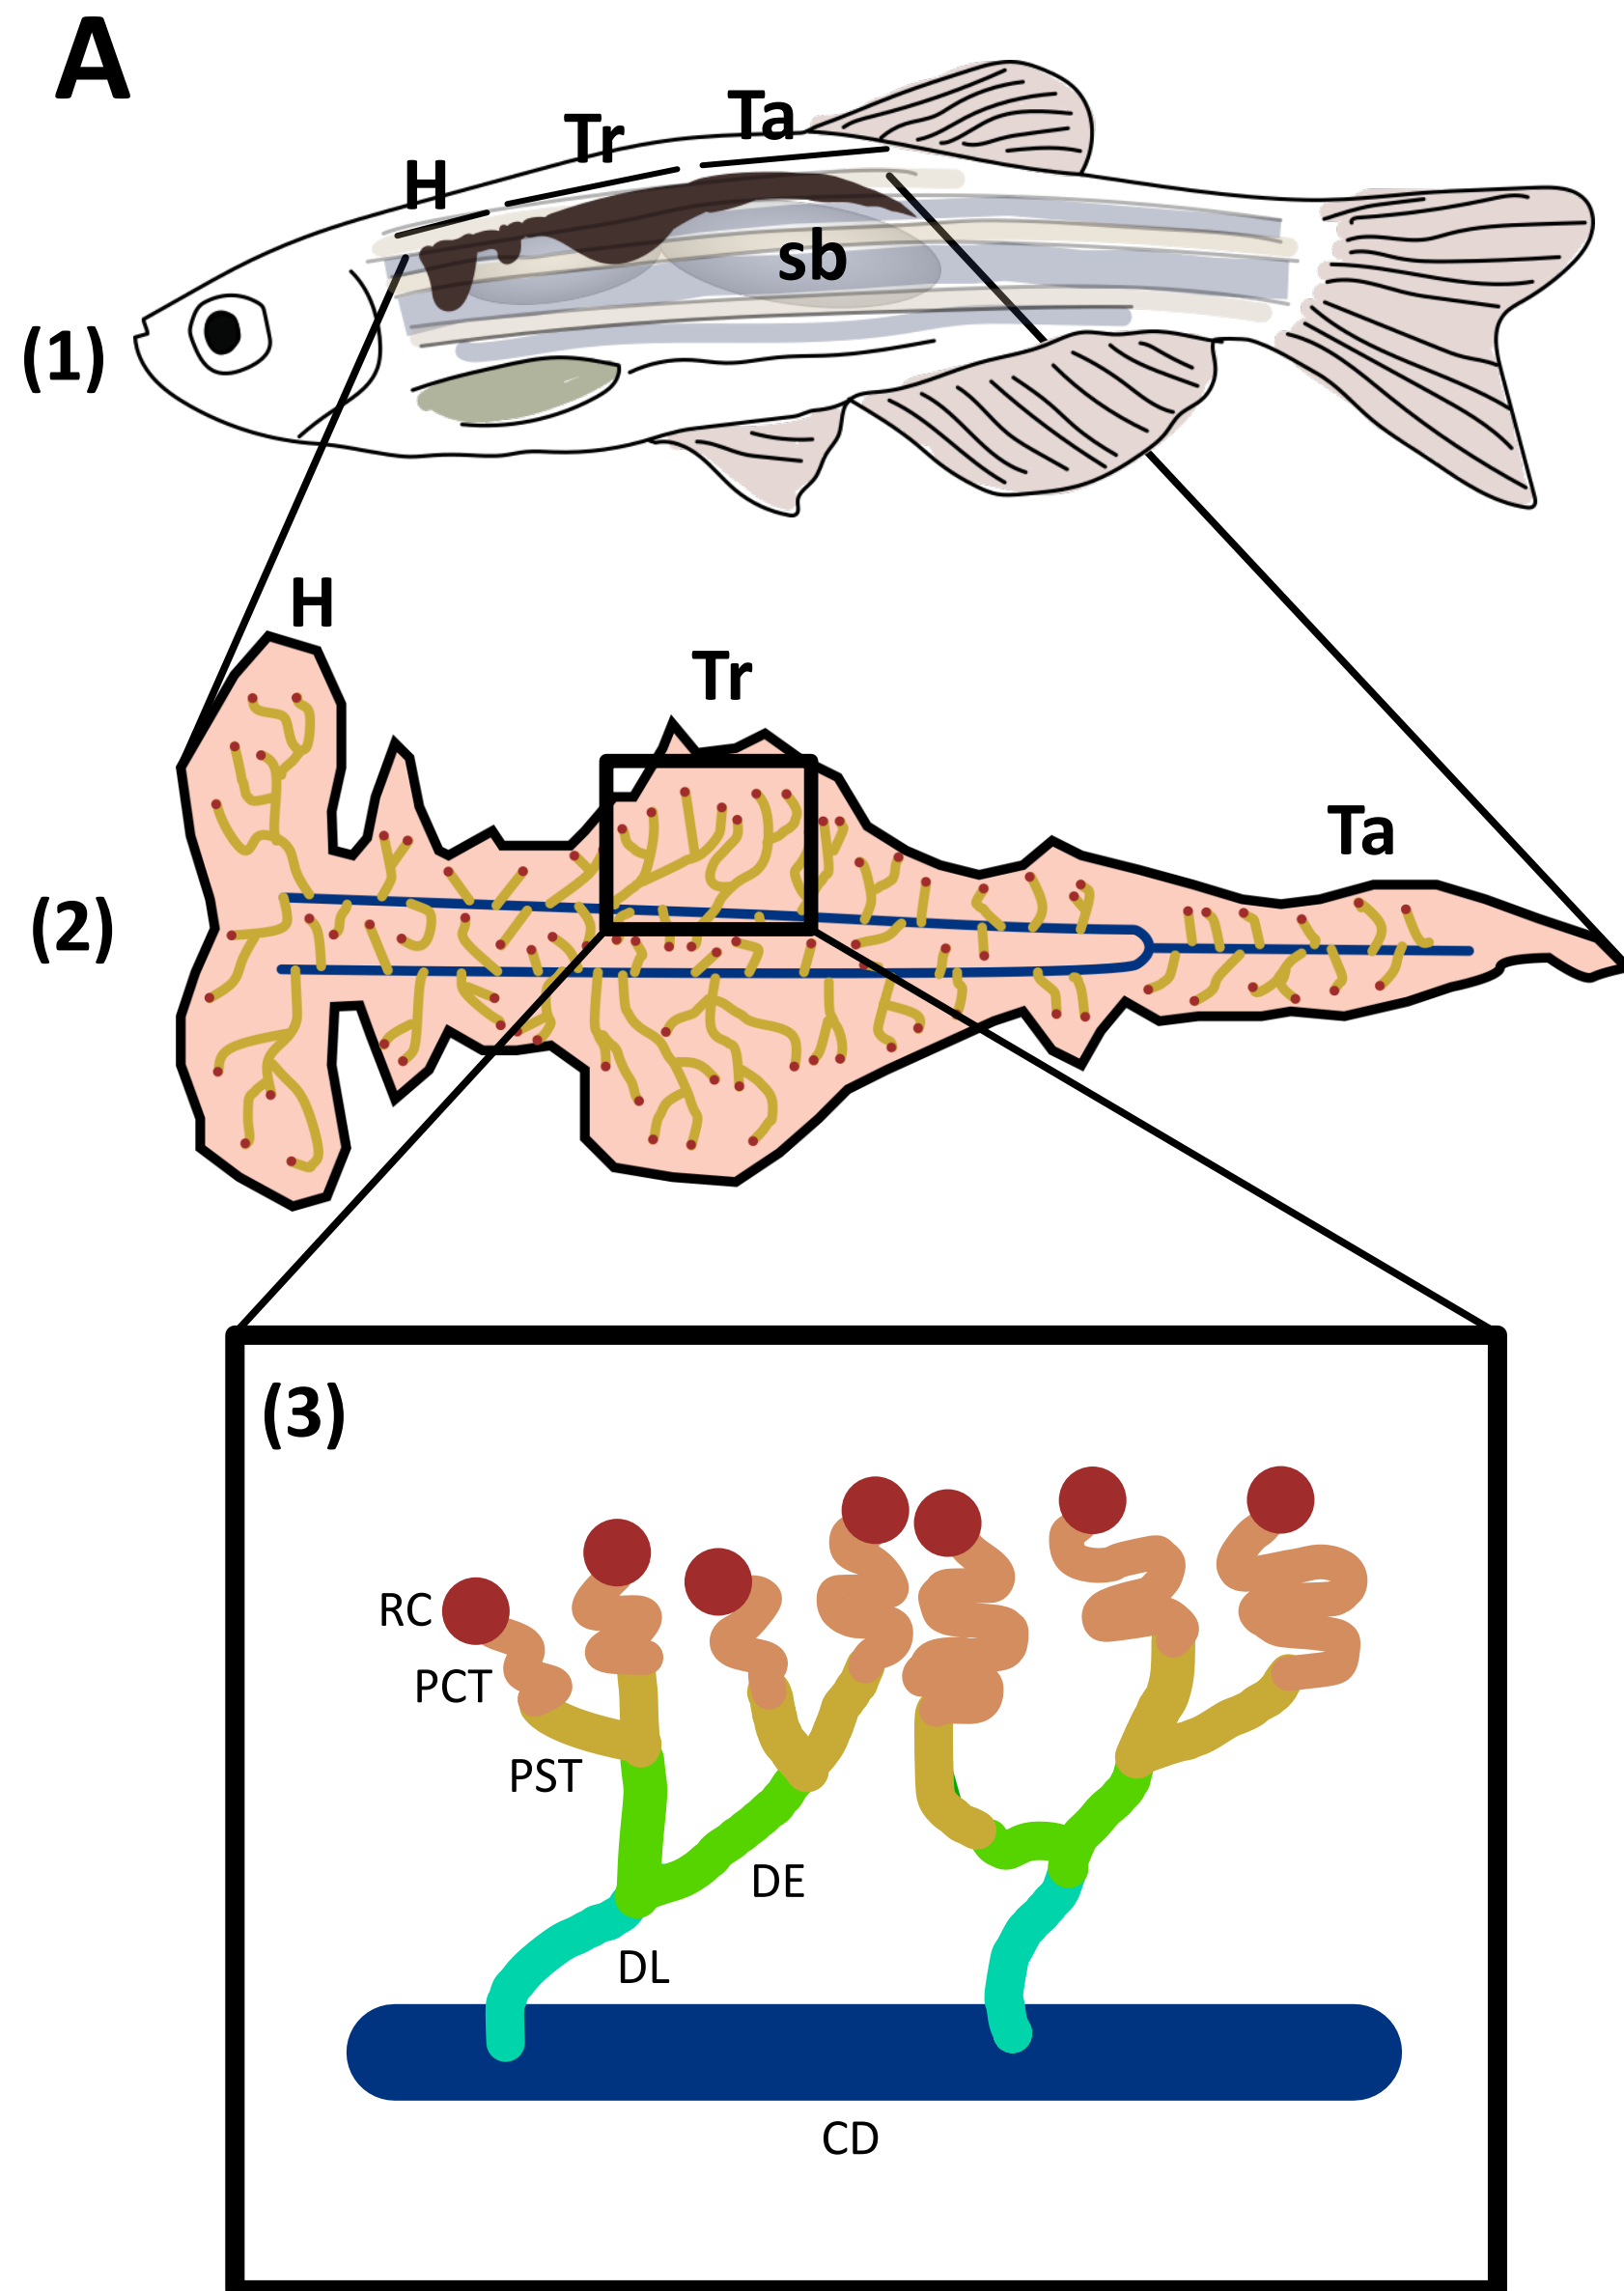 A
Ta
Tr
H
sb
(1)
H
Tr
Ta
(2)
(3)
RC
PCT
PST
DE
DL
CD